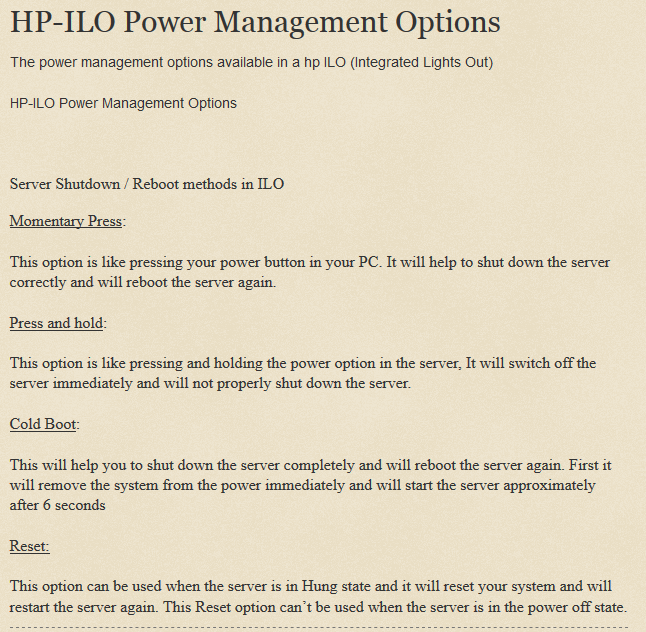 HP-ILO Power Management Options
The power management options available in a hp ILO (Integrated Lights Out)
HP-ILO Power Management Options
Server Shutdown / Reboot methods in ILO
Momentary Press:
This option is like pressing your power button in your PC. It will help to shut down the server
correctly and will reboot the server again.
Press and hold:
This option is like pressing and holding the power option in the server, It will switch off the
server immediately and will not properly shut down the server.
Cold Boot:
This will help you to shut down the server completely and will reboot the server again. First it
will remove the system from the power immediately and will start the server approximately
after 6 seconds
Reset:
This option can be used when the server is in Hung state and it will reset your system and will
restart the server again. This Reset option can’t be used when the server is in the power off state.